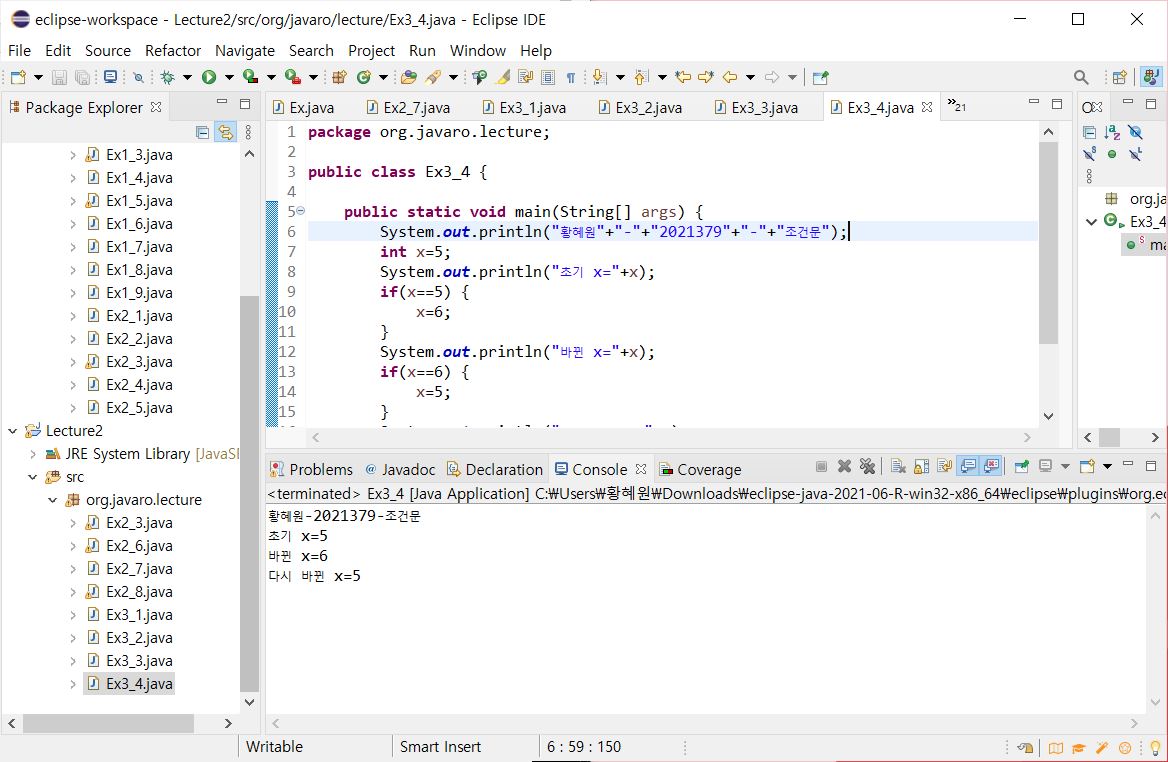 eclipse-workspace - Lecture2/src/org/javaro/lecture/Ex3_4.java - Eclipse IDE
File Edit Source Refactor Navigate Search Project Run Window Help
Package Explorer
Ex1_3.java
Ex1_4.java
Ex1_5.java
Ex1_6.java
Ex1_7.java
Ex1_8.java
Ex1_9.java
Ex2_1.java
Ex2_2.java
Ex2_3.java
Ex2_4.java
Ex2_5.java
Lecture2
JRE System Library [JavaSE
src
org.javaro.lecture
Ex2_3.java
Ex2_6.java
Ex2_7.java
Ex2_8.java
Ex3_1.java
Ex3_2.java
Ex3_3.java
Ex3_4.java
Ex.java Ex2_7.java Ex3_1.java Ex3_2.java Ex3_3.java Ex3_4.java »21
1 package org.javaro.lecture;
2
3 public class Ex3_4 {
4
5 public static void main(String[] args) {
6 System.out.println("황혜원"+"-"+"2021379"+"-"+"조건문");
7 int x=5;
8 System.out.println("초기 x="+x);
9 if(x==5) {
10 x=6;
11 }
12 System.out.println("바뀐 x="+x);
13 if(x==6) {
14 x=5;
15 }
org.ja
Ex3_4
ma
Problems @ Javadoc Declaration Console Coverage
<terminated> Ex3_4 [Java Application] C:₩Users₩황혜원₩Downloads₩eclipse-java-2021-06-R-win32-x86_64₩eclipse₩plugins₩org.ec
황혜원-2021379-조건문
초기 x=5
바뀐 x=6
다시 바뀐 x=5
Writable Smart Insert 6 : 59 : 150